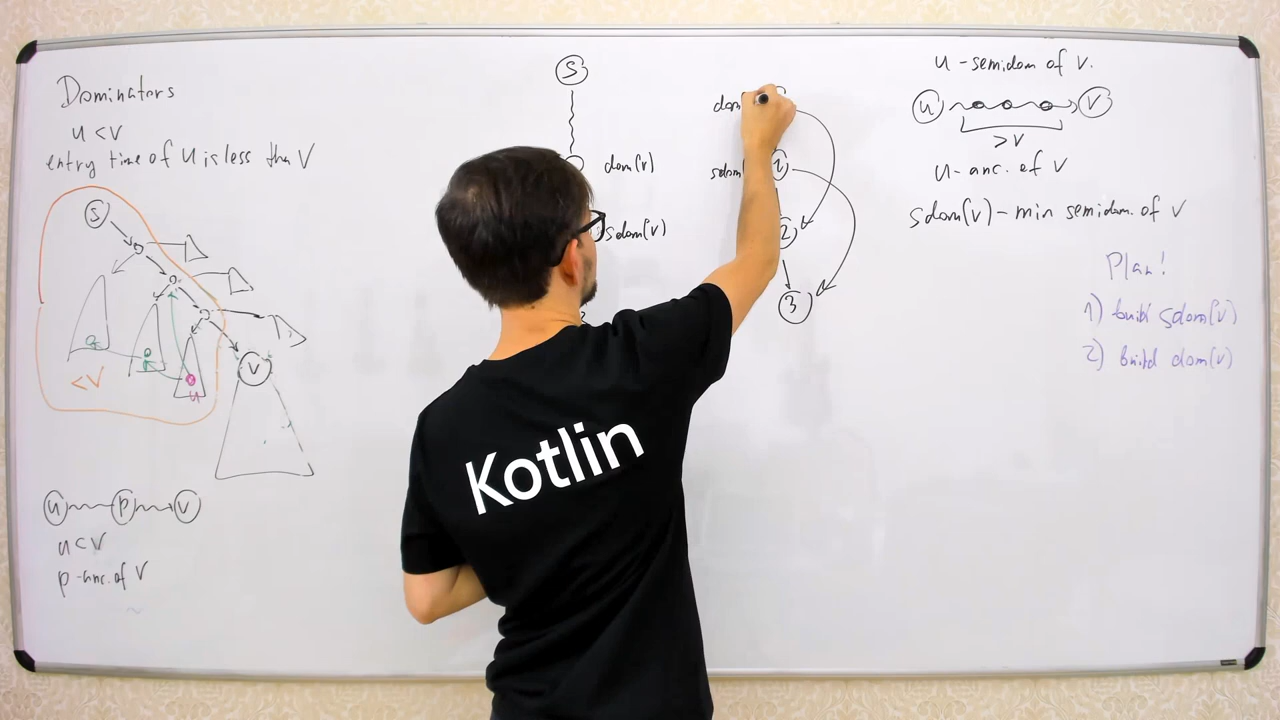 Dominators
u < v
entry time of u is less the v
S
< v
u
v
u p v
u < v
p - anc. of v
S
dom(v)
sdom(v)
dom
sdom
1
2
3
u - semidom of v.
u v
> v
u - anc. of v
sdom(v) - min semidom. of v
Plan!
1) build sdom(v)
2) build dom(v)
Kotlin